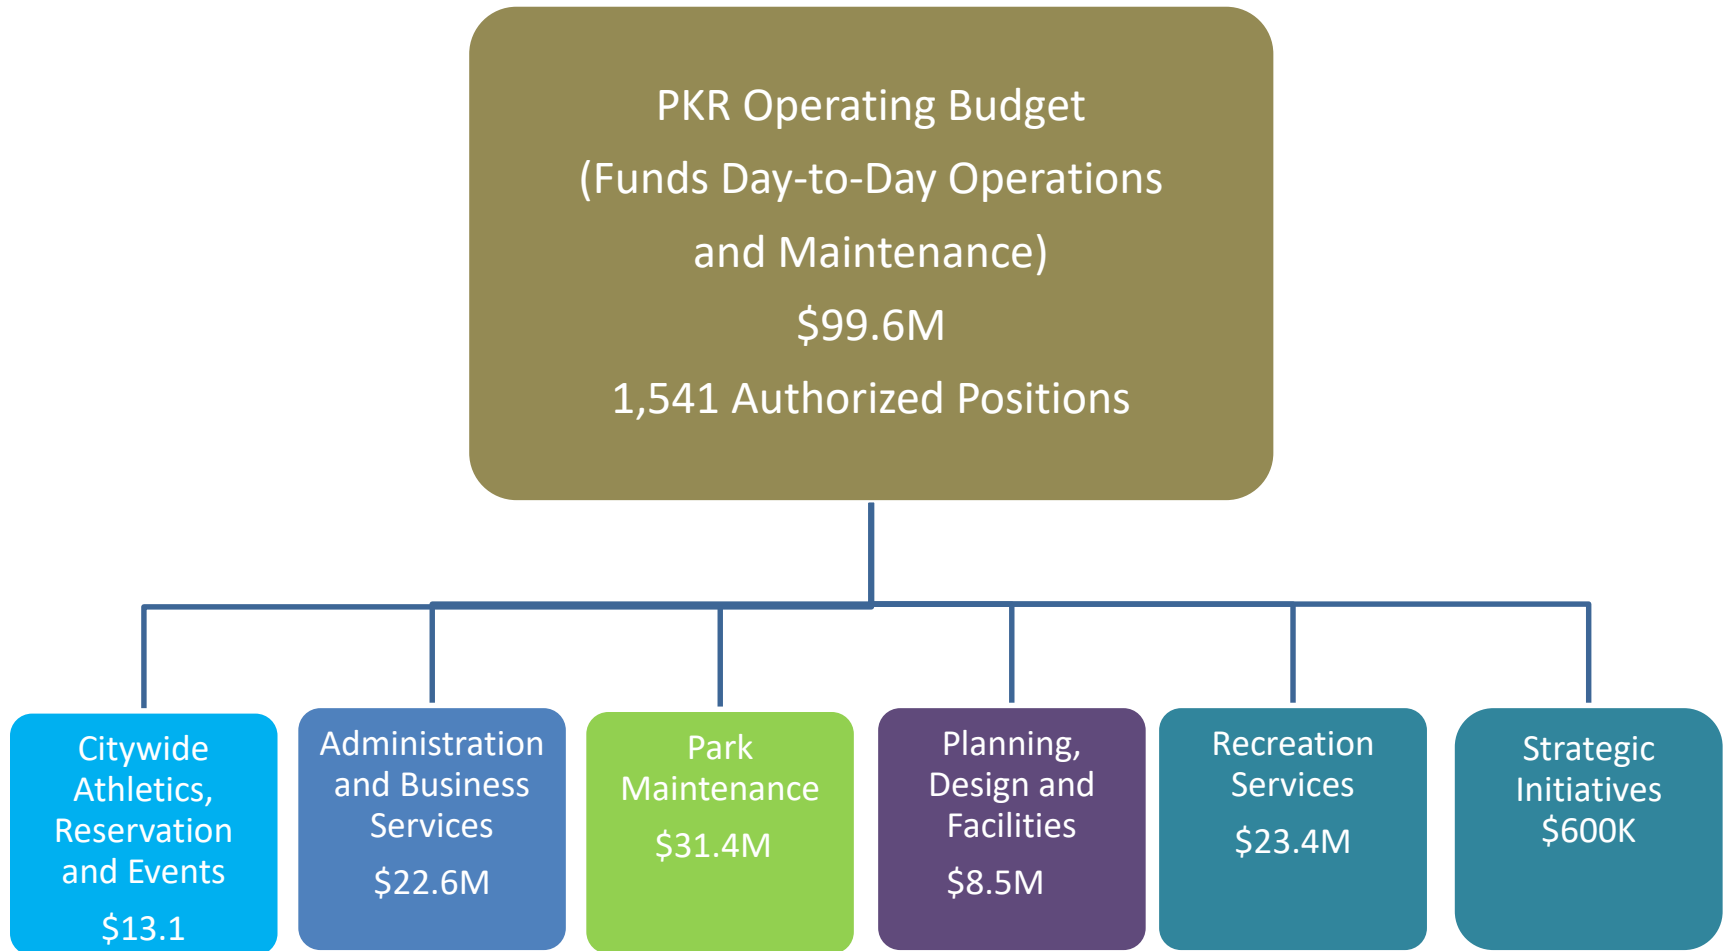 PKR Operating Budget
(Funds Day-to-Day Operations
and Maintenance)
$99.6M
1,541 Authorized Positions
Citywide
Athletics,
Reservation
and Events
$13.1
Administration
and Business
Services
$22.6M
Park
Maintenance
$31.4M
Planning,
Design and
Facilities
$8.5M
Recreation
Services
$23.4M
Strategic
Initiatives
$600K